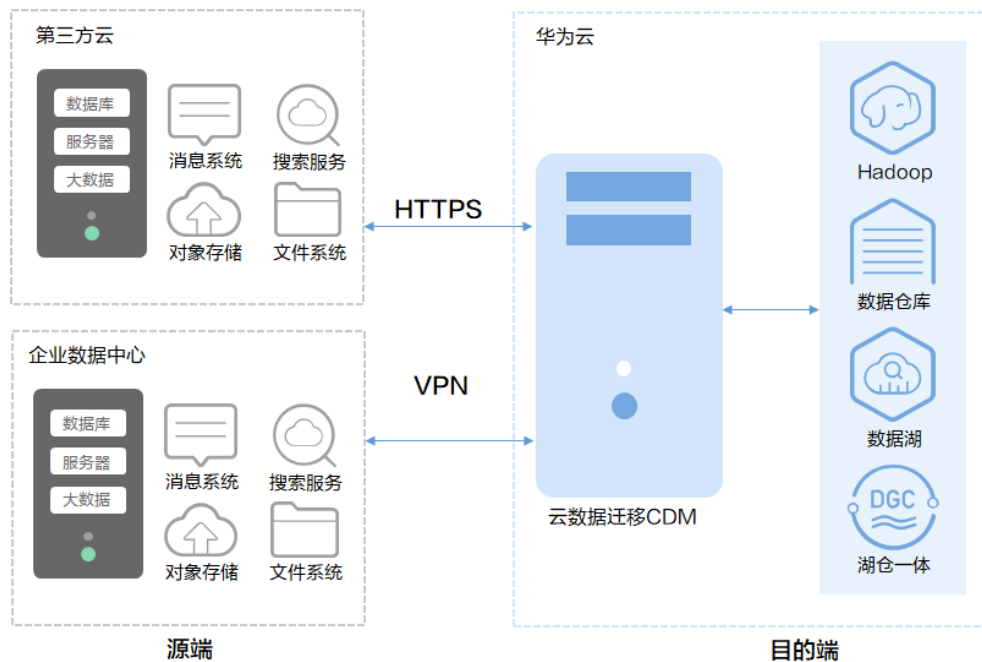 第三方云
数据库
服务器
大数据
消息系统
搜索服务
对象存储
文件系统
企业数据中心
数据库
服务器
大数据
消息系统
搜索服务
对象存储
文件系统
源端
HTTPS
VPN
华为云
云数据迁移CDM
Hadoop
数据仓库
数据湖
DGC
湖仓一体
目的端